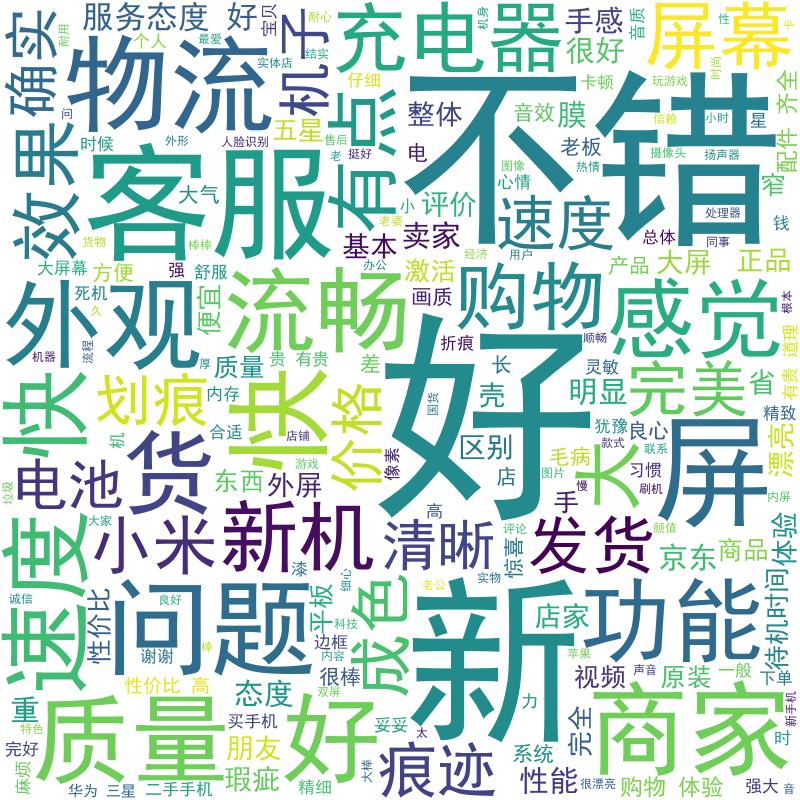 服务态度 好
个人
耐心
最爱
宝贝
机身
手感
音质
性
卡
确实
耐用
物流
实体店
结实
机子
充电器
很好
屏幕
时尚
仔细
卡顿
玩游戏
齐全
效果
问
时候
外形
人脸识别
五星
售后
老
挺好
有点
整体
音效
膜
信赖
小时
星
配件
不错
电
图像
心情
老板
热情
摄像头
扬声器
大气
客服
棒棒
老婆
小
评价
速度
处理器
钱
货物
基本
卖家
总体
同事
大屏幕
方便
强
舒服
办公
激活
经济
用户
产品
大屏
正品
死机
久
便宜
流畅
画质
购物
感觉
根本
外观
机器
流程
厚
质量
贵
有贵
差
折痕
长
顺畅
灵敏
道理
有贵
快
划痕
内存
快
价格
好
国货
壳
明显
完美
省
精致
机
合适
店铺
区别
犹豫
良心
漂亮
电池
货
东西
游戏
外屏
像素
店
毛病
图片
款式
联系
大
屏
垃圾
手
慢
习惯
刷机
内屏
速度
大家
小米
新机
高
清晰
评论
惊喜
发货
颜值
京东
商品
体验
漆
诚信
良好
细心
老公
实物
问题
平板
科技
成色
新
店家
功能
待机时间
性价比
谢谢
边框
内容
棒
很棒
双屏
苹果
视频
声音
原装
一般
下单
性价比 高
态度
重
质量
好
力
商家
新手机
特色
买手机
妥妥
太
完全
时
完好
朋友
痕迹
系统
麻烦
瑕疵
精细
大棒
性能
很漂亮
购物 体验
强大
音
华为
三星
二手手机